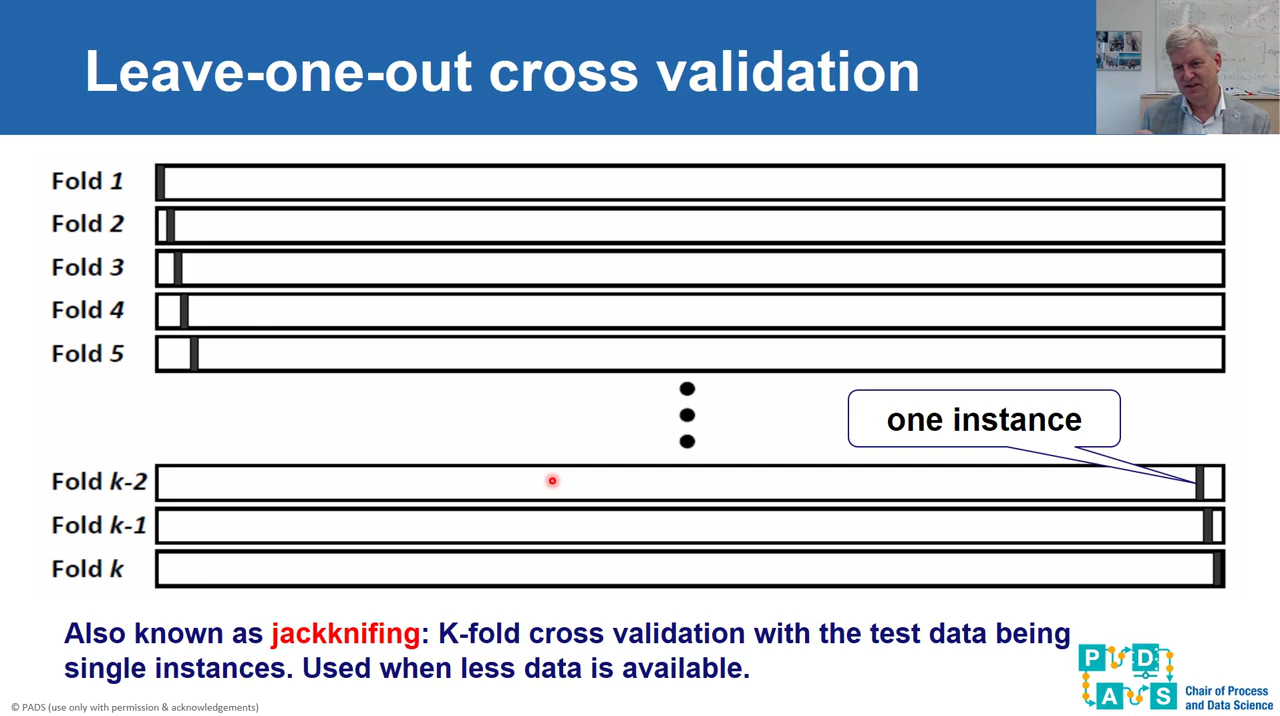 Leave-one-out cross validation
Fold 1
Fold 2
Fold 3
Fold 4
Fold 5
one instance
Fold k-2
Fold k-1
Fold k
Also known as jackknifing: K-fold cross validation with the test data being
single instances. Used when less data is available.
P D
A S
Chair of Process
and Data Science
© PADS (use only with permission & acknowledgements)